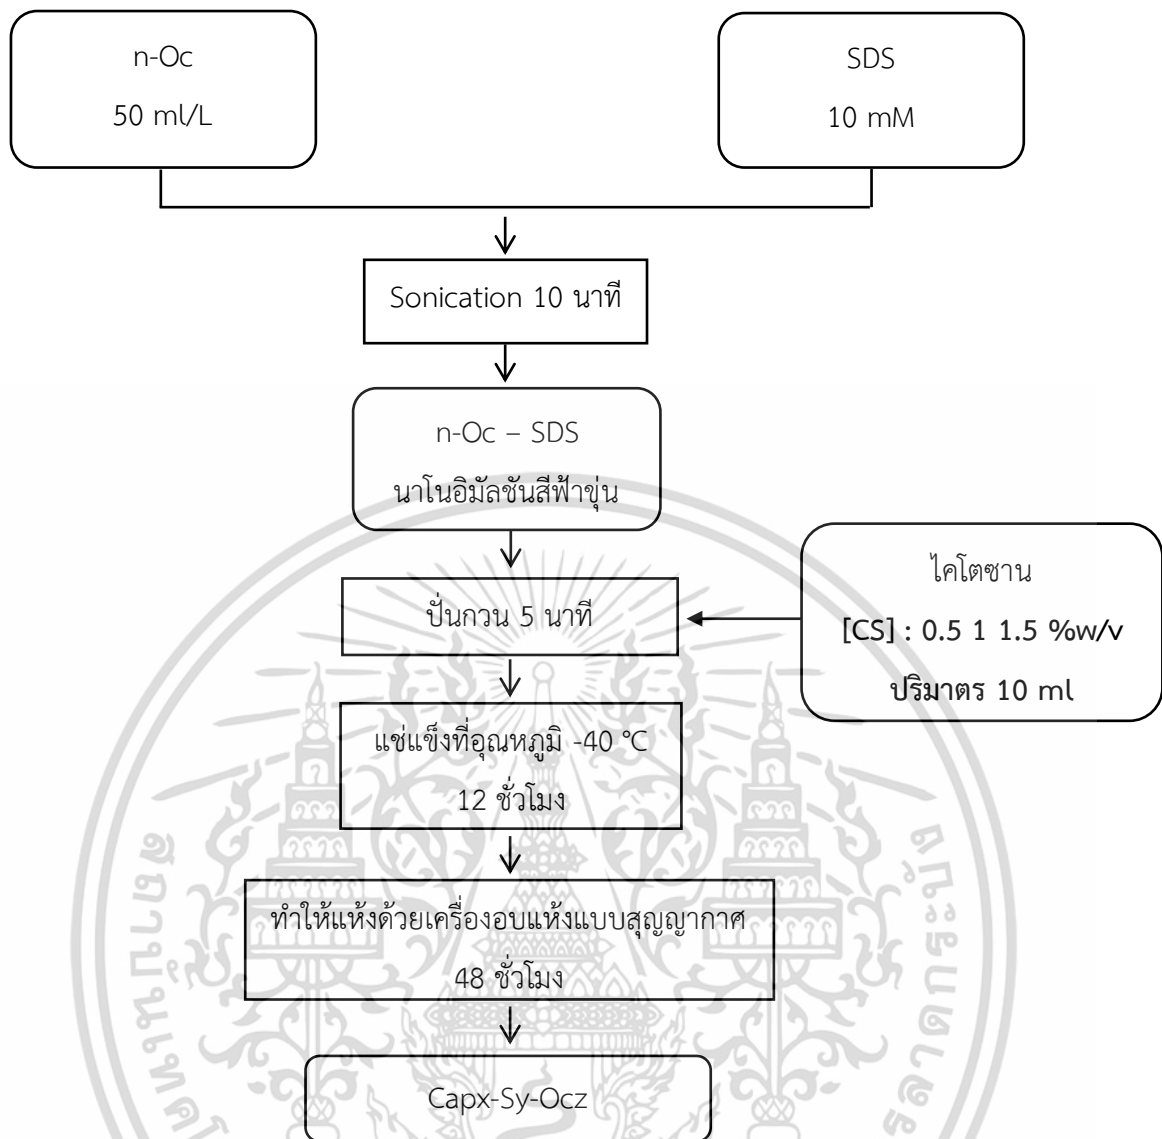 n-Oc
50 ml/L
SDS
10 mM
Sonication 10 นาที
n-Oc – SDS
นาโนอิมัลชันสีฟ้าขุ่น
ไคโตซาน
[CS] : 0.5 1 1.5 %w/v
ปริมาตร 10 ml
ปั่นกวน 5 นาที
แช่แข็งที่อุณหภูมิ -40 ℃
12 ชั่วโมง
ทำให้แห้งด้วยเครื่องอบแห้งแบบสุญญากาศ
48 ชั่วโมง
Capx-Sy-Ocz